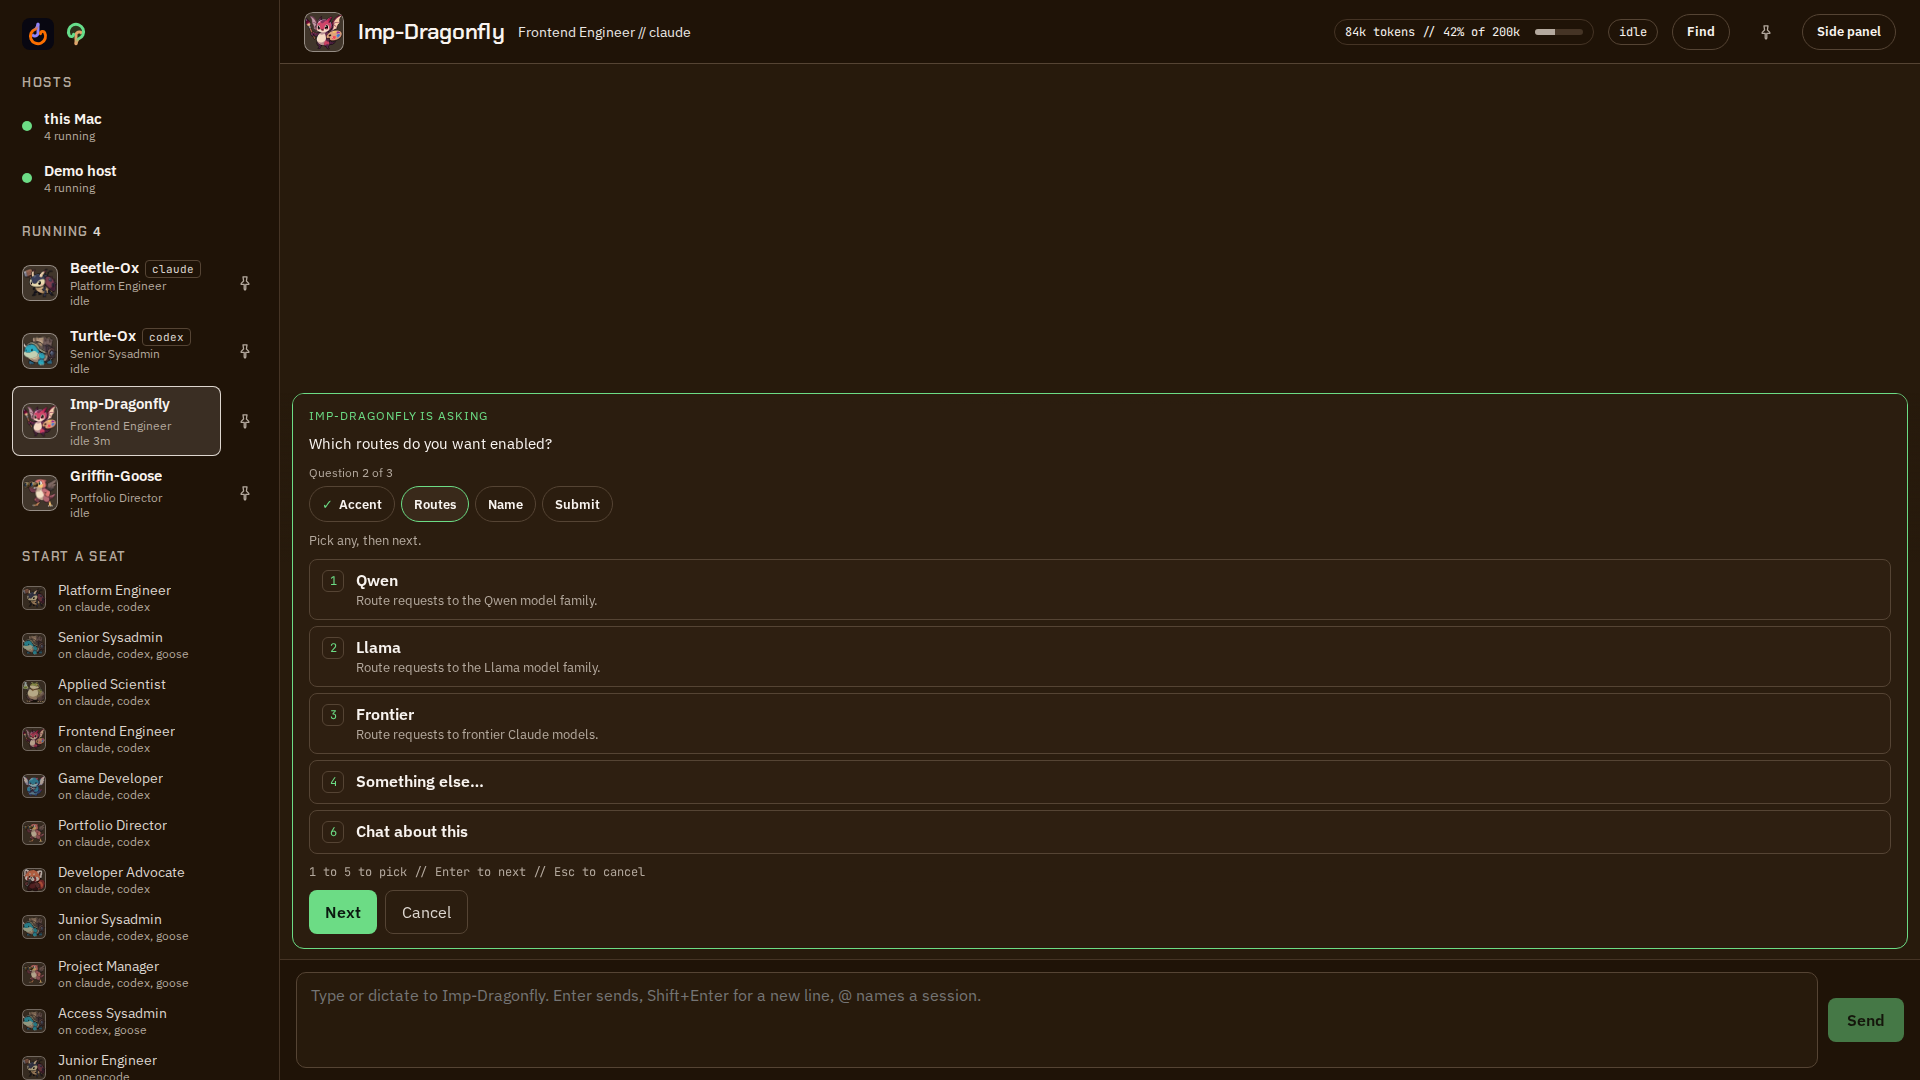 HOSTS
this Mac
4 running
Demo host
4 running
RUNNING 4
Beetle-Ox claude
Platform Engineer
idle
Turtle-Ox codex
Senior Sysadmin
idle
Imp-Dragonfly
Frontend Engineer
idle 3m
Griffin-Goose
Portfolio Director
idle
START A SEAT
Platform Engineer
on claude, codex
Senior Sysadmin
on claude, codex, goose
Applied Scientist
on claude, codex
Frontend Engineer
on claude, codex
Game Developer
on claude, codex
Portfolio Director
on claude, codex
Developer Advocate
on claude, codex
Junior Sysadmin
on claude, codex, goose
Project Manager
on claude, codex, goose
Access Sysadmin
on codex, goose
Junior Engineer
on opencode
Imp-Dragonfly Frontend Engineer // claude
84k tokens // 42% of 200k
idle
Find
Side panel
IMP-DRAGONFLY IS ASKING
Which routes do you want enabled?
Question 2 of 3
✓ Accent Routes Name Submit
Pick any, then next.
1 Qwen
Route requests to the Qwen model family.
2 Llama
Route requests to the Llama model family.
3 Frontier
Route requests to frontier Claude models.
4 Something else...
6 Chat about this
1 to 5 to pick // Enter to next // Esc to cancel
Next Cancel
Type or dictate to Imp-Dragonfly. Enter sends, Shift+Enter for a new line, @ names a session.
Send